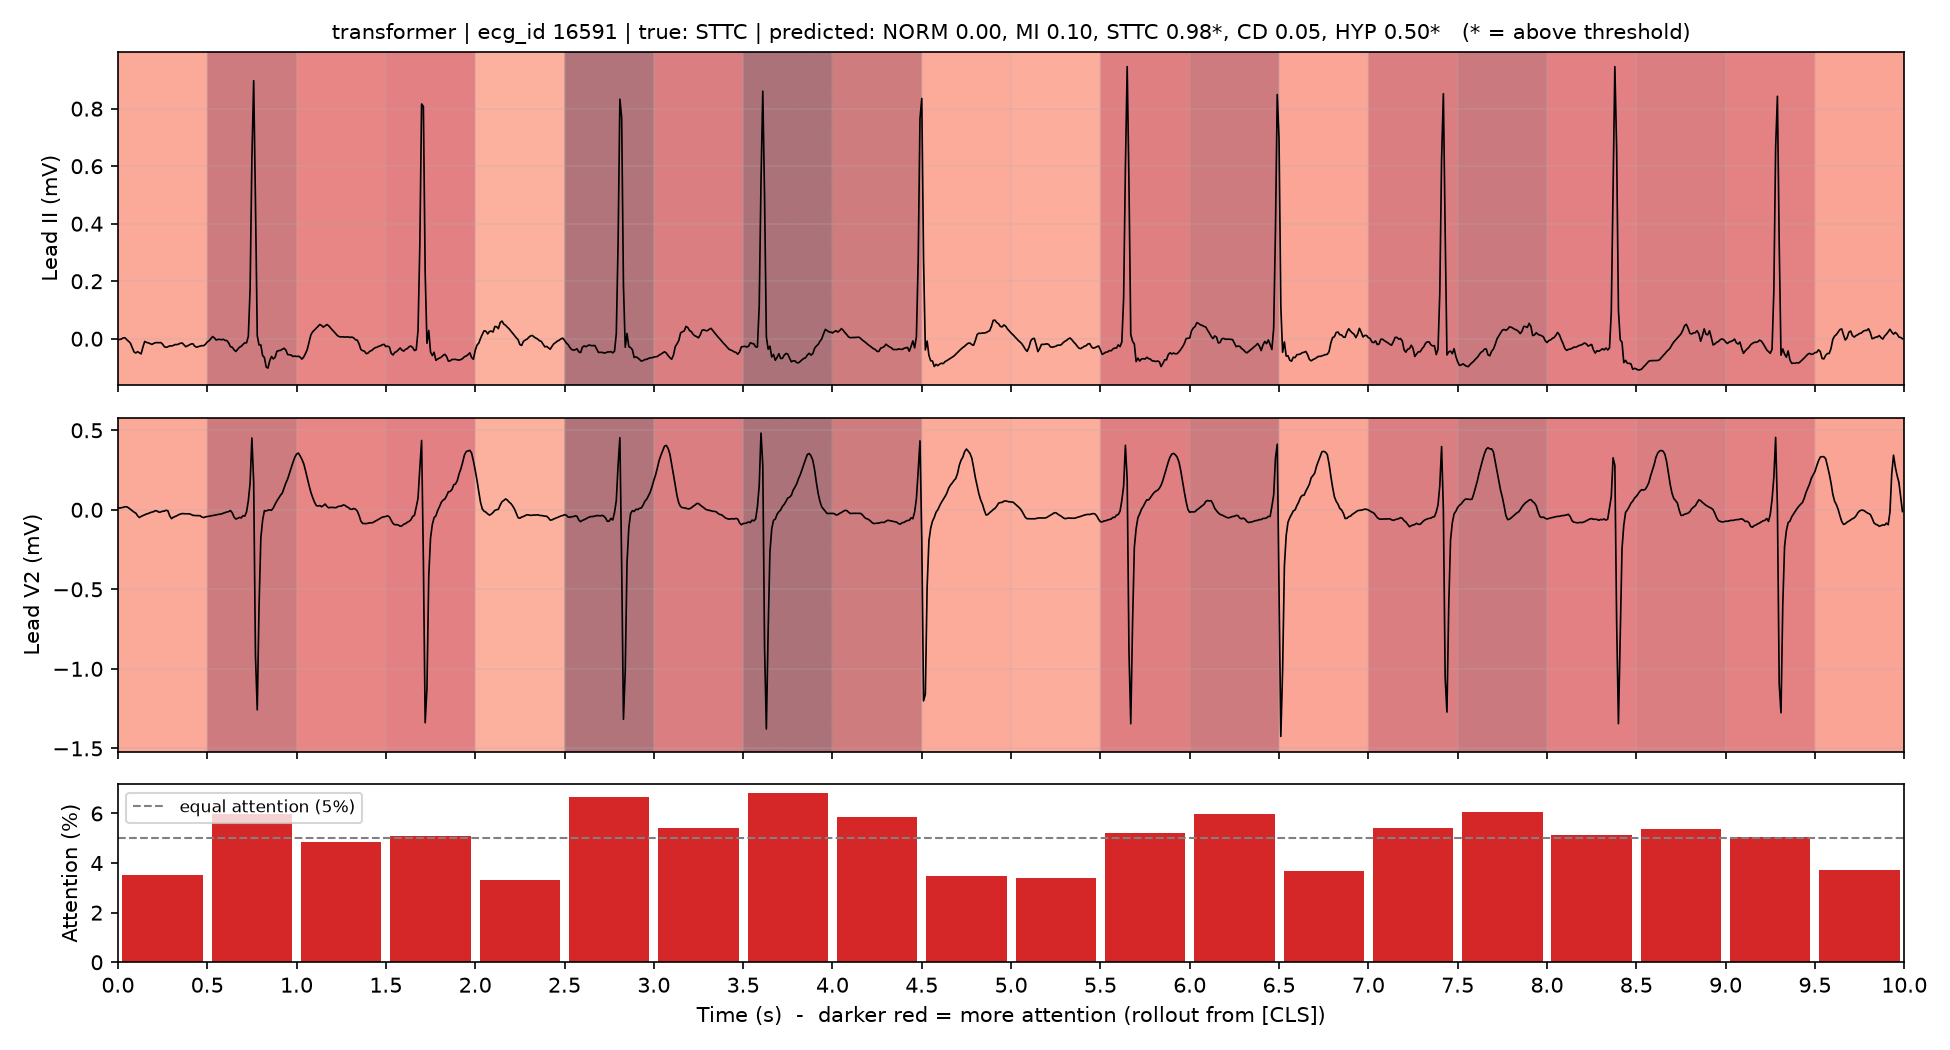 transformer | ecg_id 16591 | true: STTC | predicted: NORM 0.00, MI 0.10, STTC 0.98*, CD 0.05, HYP 0.50*   (* = above threshold)
Lead II (mV)
0.8
0.6
0.4
0.2
0.0
Lead V2 (mV)
0.5
0.0
−0.5
−1.0
−1.5
Attention (%)
6
4
2
0
equal attention (5%)
0.0 0.5 1.0 1.5 2.0 2.5 3.0 3.5 4.0 4.5 5.0 5.5 6.0 6.5 7.0 7.5 8.0 8.5 9.0 9.5 10.0
Time (s)  -  darker red = more attention (rollout from [CLS])